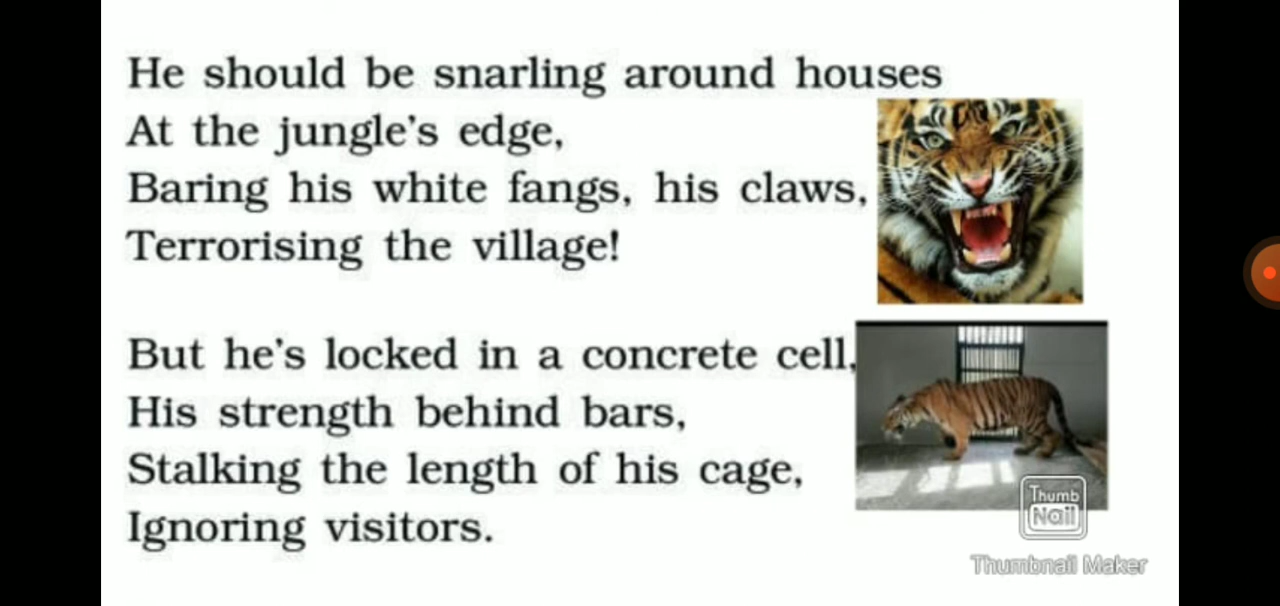 He should be snarling around houses
At the jungle's edge,
Baring his white fangs, his claws,
Terrorising the village!
But he's locked in a concrete cell,
His strength behind bars,
Stalking the length of his cage,
Ignoring visitors.
Thumb
Nail
Thumbnail Maker